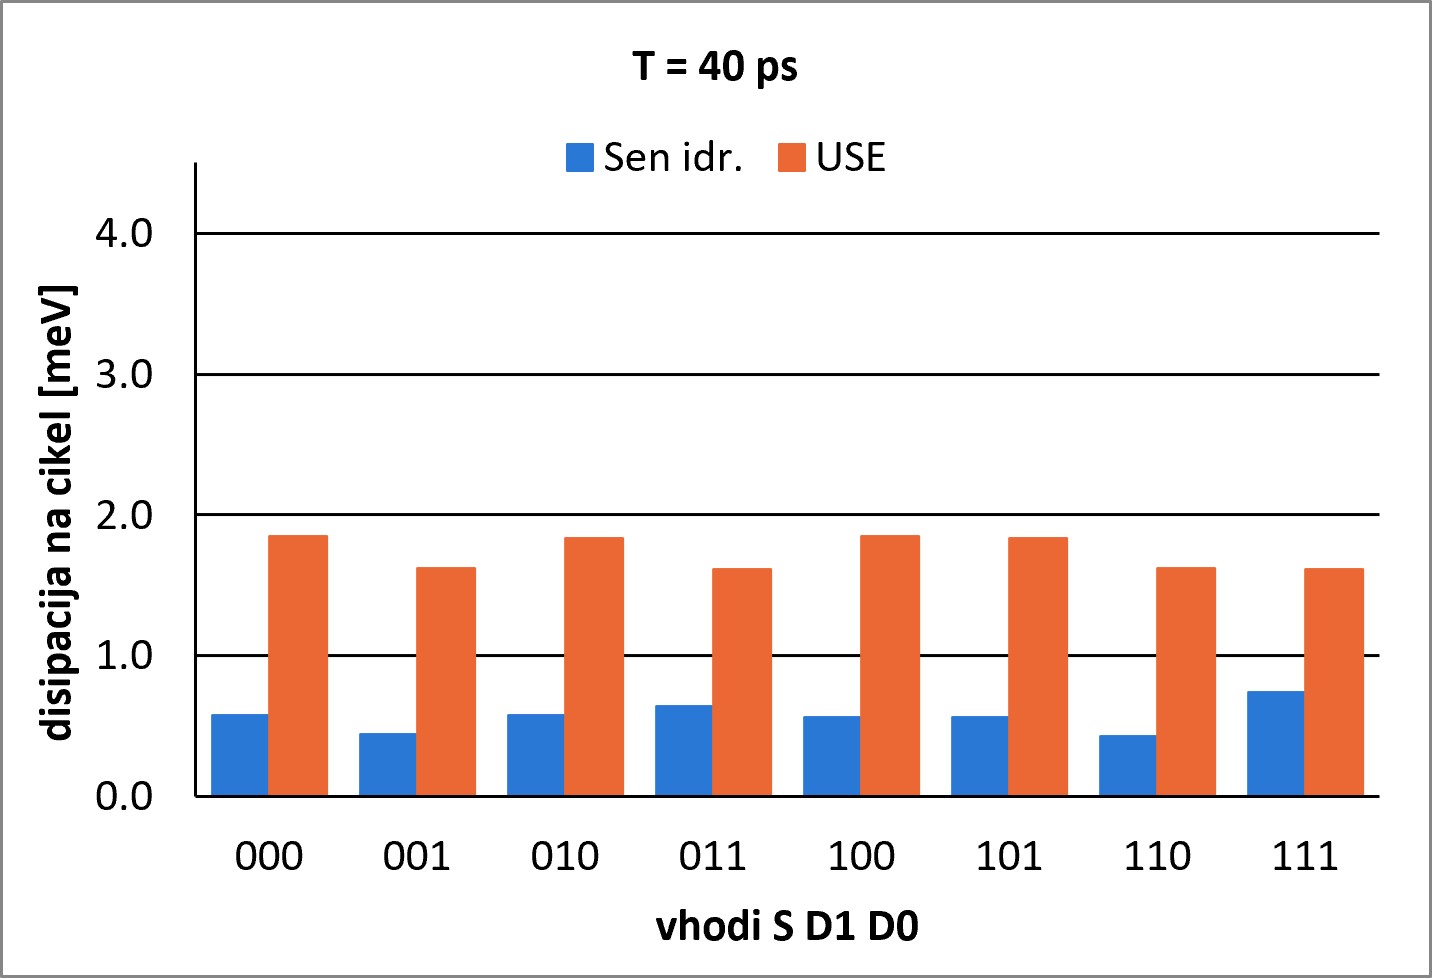 T = 40 ps
Sen idr. USE
disipacija na cikel [meV]
4.0
3.0
2.0
1.0
0.0
000 001 010 011 100 101 110 111
vhodi S D1 D0